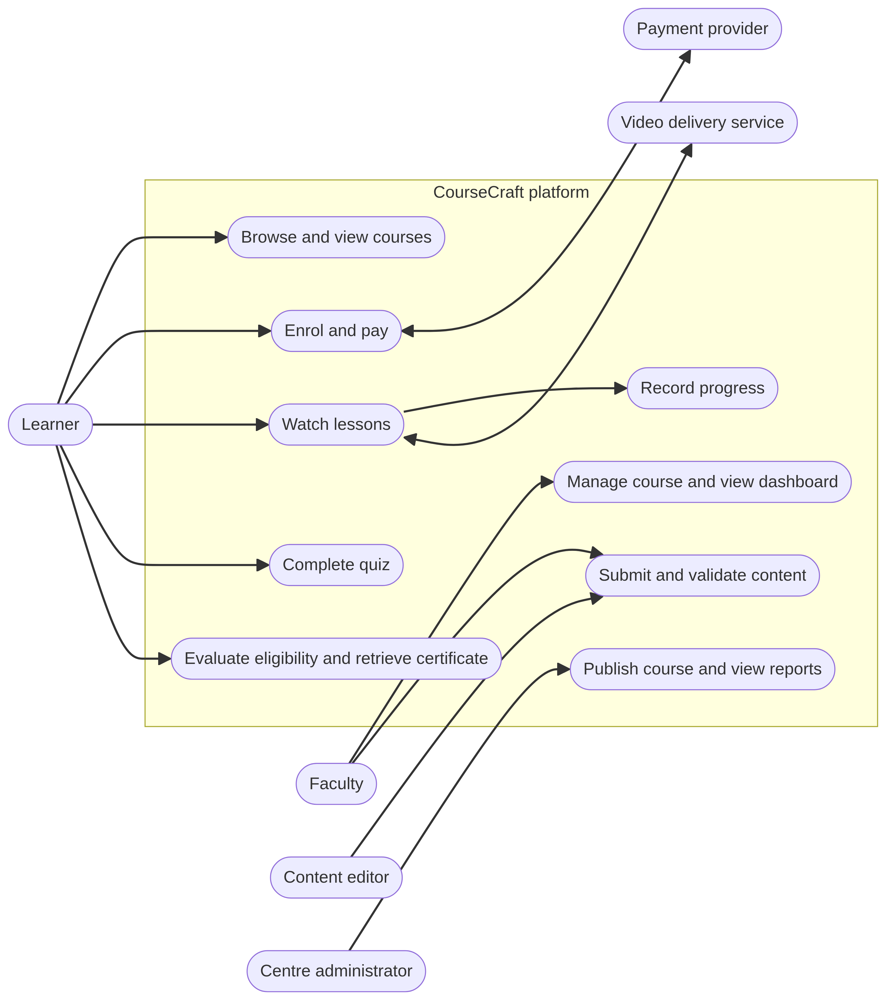 Payment provider
Video delivery service
CourseCraft platform
Browse and view courses
Enrol and pay
Record progress
Learner
Watch lessons
Manage course and view dashboard
Complete quiz
Submit and validate content
Evaluate eligibility and retrieve certificate
Publish course and view reports
Faculty
Content editor
Centre administrator